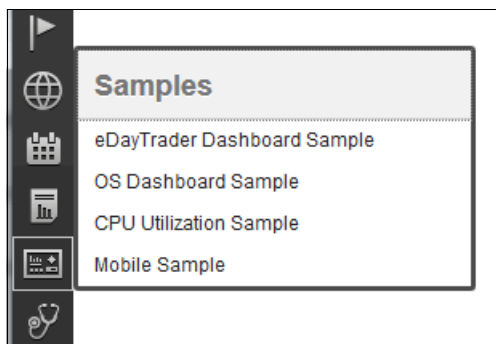 Samples
eDayTrader Dashboard Sample
OS Dashboard Sample
CPU Utilization Sample
Mobile Sample